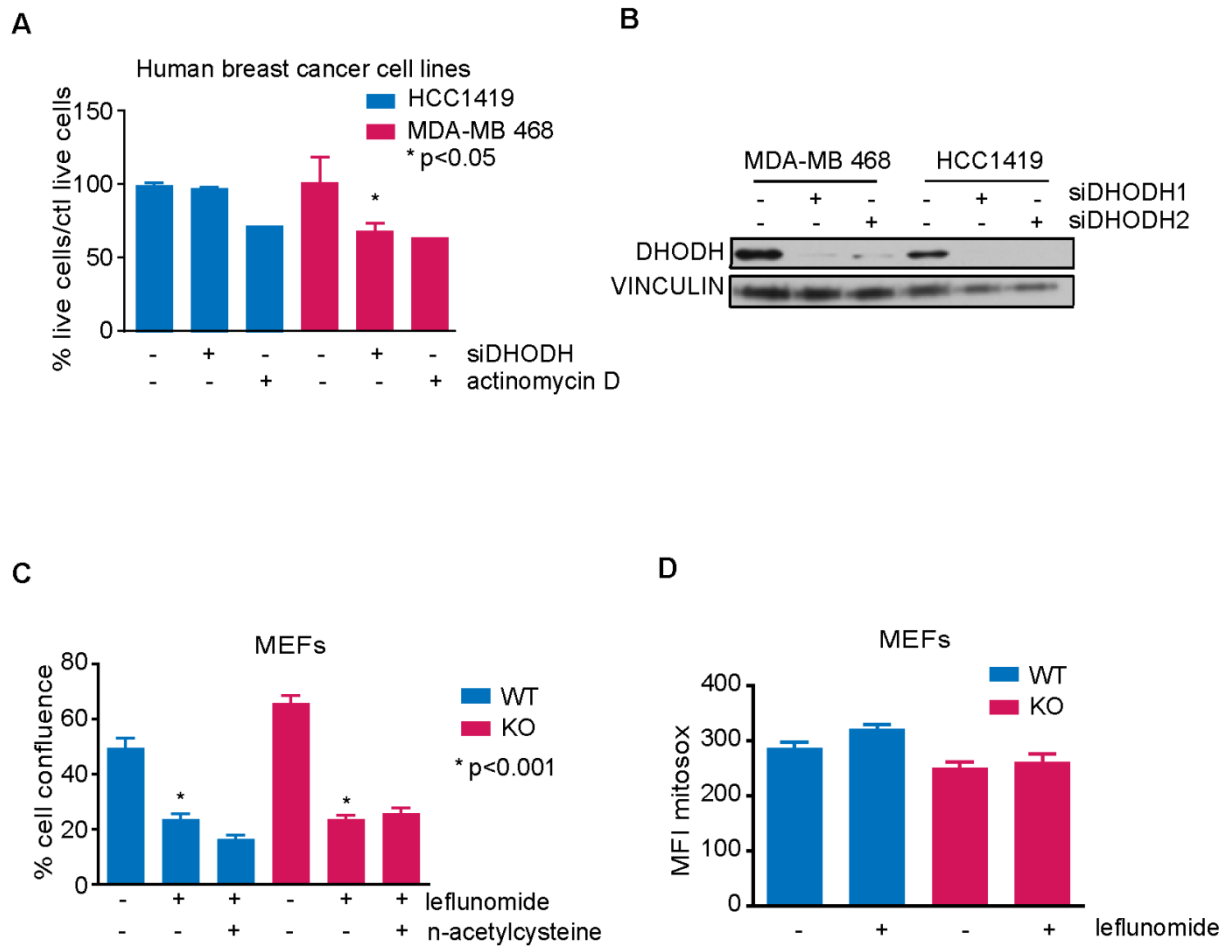 A
Human breast cancer cell lines
HCC1419
MDA-MB 468
* p<0.05
% live cells/ctl live cells
150
100
50
0
*
- + - - + - siDHODH
- - + - - + actinomycin D
B
MDA-MB 468 HCC1419
- + - - + - siDHODH1
- - + - - + siDHODH2
DHODH
VINCULIN
C
MEFs
WT
KO
* p<0.001
% cell confluence
80
60
40
20
0
* *
- + + - + + leflunomide
- - + - - + n-acetylcysteine
D
MEFs
WT
KO
MFI mitosox
400
300
200
100
0
- + - + leflunomide